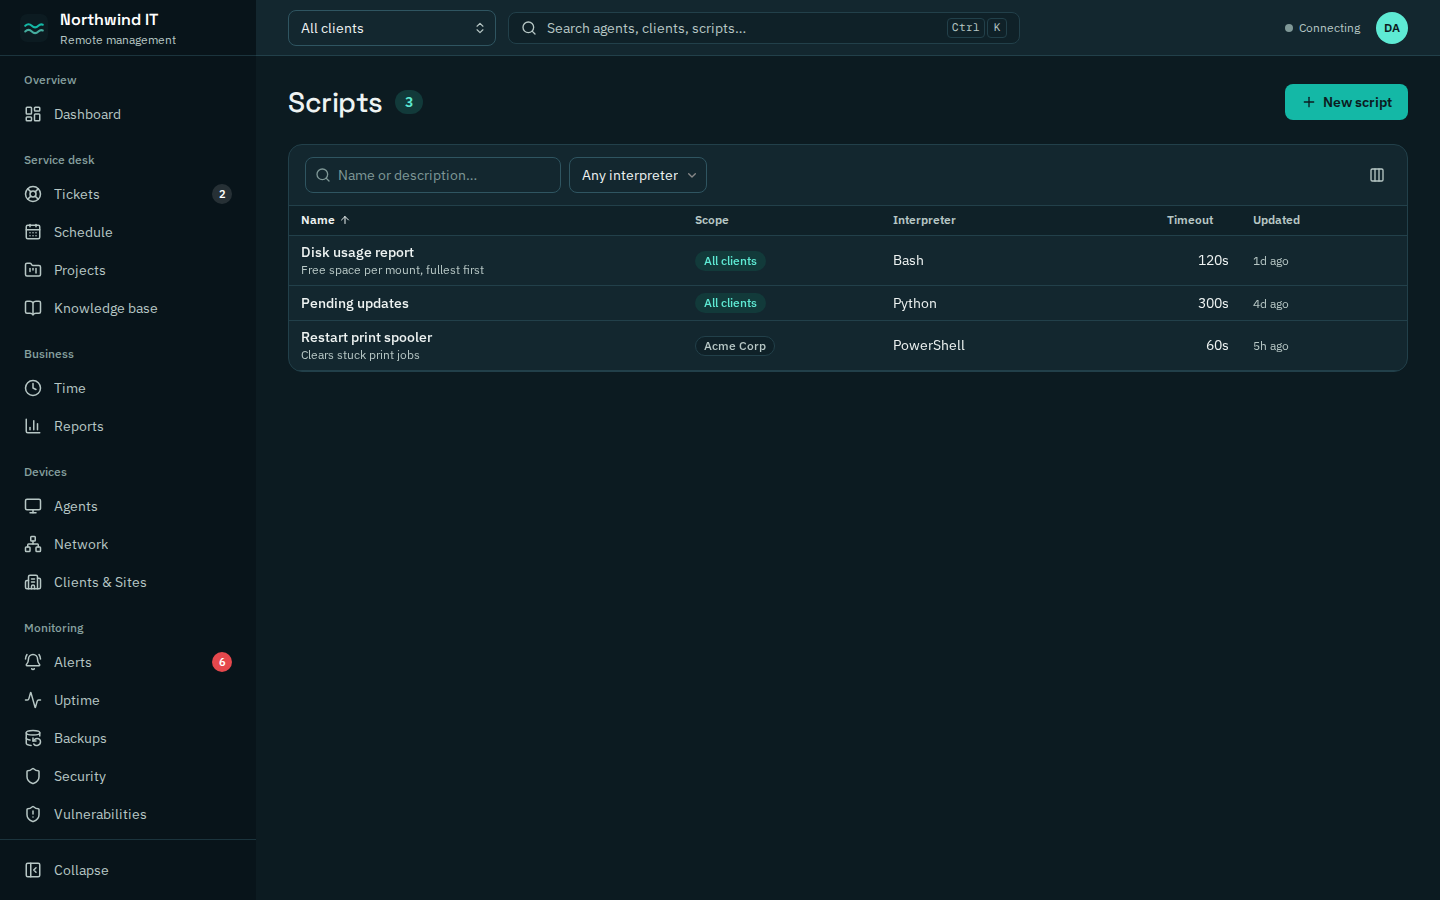 Northwind IT
Remote management
All clients
Search agents, clients, scripts...
Ctrl K
Connecting
DA
Overview
Dashboard
Service desk
Tickets 2
Schedule
Projects
Knowledge base
Business
Time
Reports
Devices
Agents
Network
Clients & Sites
Monitoring
Alerts 6
Uptime
Backups
Security
Vulnerabilities
Collapse
Scripts 3
New script
Name or description...
Any interpreter
Name Scope Interpreter Timeout Updated
Disk usage report All clients Bash 120s 1d ago
Free space per mount, fullest first
Pending updates All clients Python 300s 4d ago
Restart print spooler Acme Corp PowerShell 60s 5h ago
Clears stuck print jobs